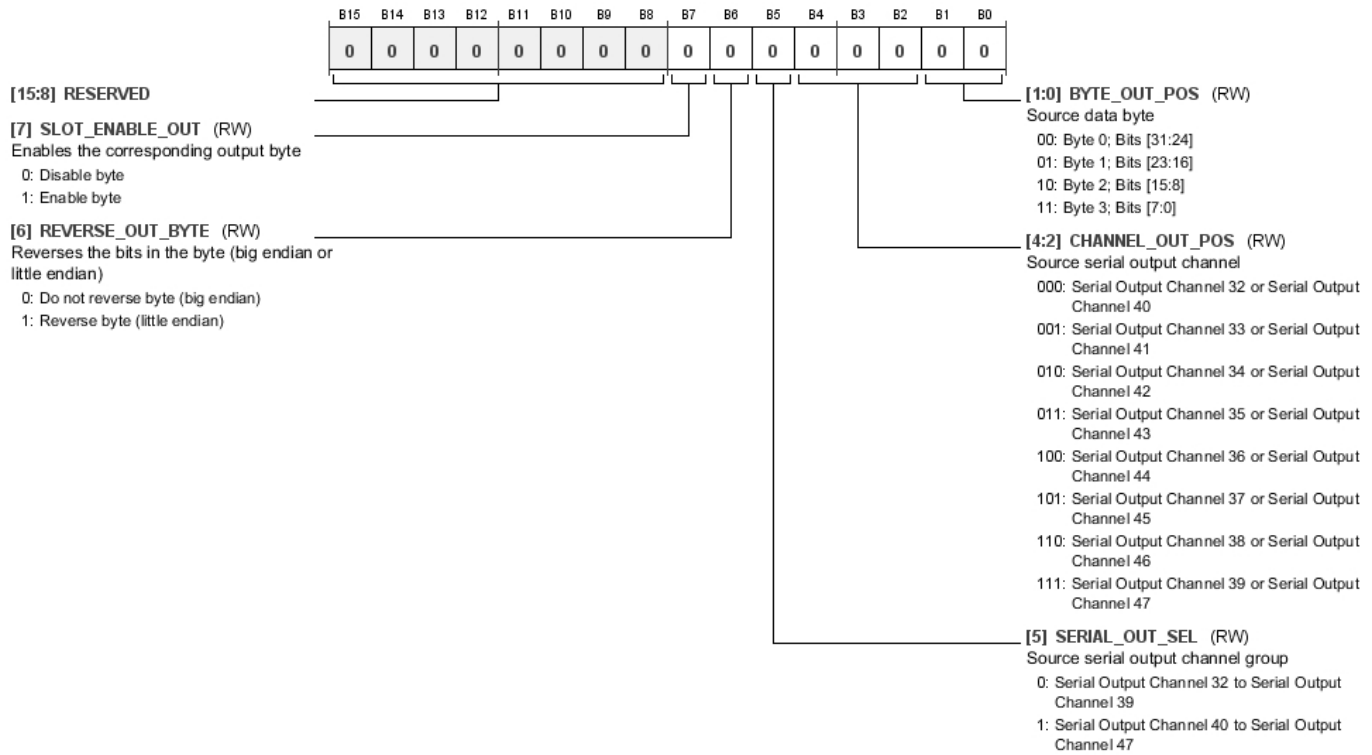 B15 B14 B13 B12 B11 B10 B9 B8 B7 B6 B5 B4 B3 B2 B1 B0
0 0 0 0 0 0 0 0 0 0 0 0 0 0 0 0
[15:8] RESERVED
[7] SLOT_ENABLE_OUT (RW)
Enables the corresponding output byte
0: Disable byte
1: Enable byte
[6] REVERSE_OUT_BYTE (RW)
Reverses the bits in the byte (big endian or
little endian)
0: Do not reverse byte (big endian)
1: Reverse byte (little endian)
[1:0] BYTE_OUT_POS (RW)
Source data byte
00: Byte 0; Bits [31:24]
01: Byte 1; Bits [23:16]
10: Byte 2; Bits [15:8]
11: Byte 3; Bits [7:0]
[4:2] CHANNEL_OUT_POS (RW)
Source serial output channel
000: Serial Output Channel 32 or Serial Output
Channel 40
001: Serial Output Channel 33 or Serial Output
Channel 41
010: Serial Output Channel 34 or Serial Output
Channel 42
011: Serial Output Channel 35 or Serial Output
Channel 43
100: Serial Output Channel 36 or Serial Output
Channel 44
101: Serial Output Channel 37 or Serial Output
Channel 45
110: Serial Output Channel 38 or Serial Output
Channel 46
111: Serial Output Channel 39 or Serial Output
Channel 47
[5] SERIAL_OUT_SEL (RW)
Source serial output channel group
0: Serial Output Channel 32 to Serial Output
Channel 39
1: Serial Output Channel 40 to Serial Output
Channel 47